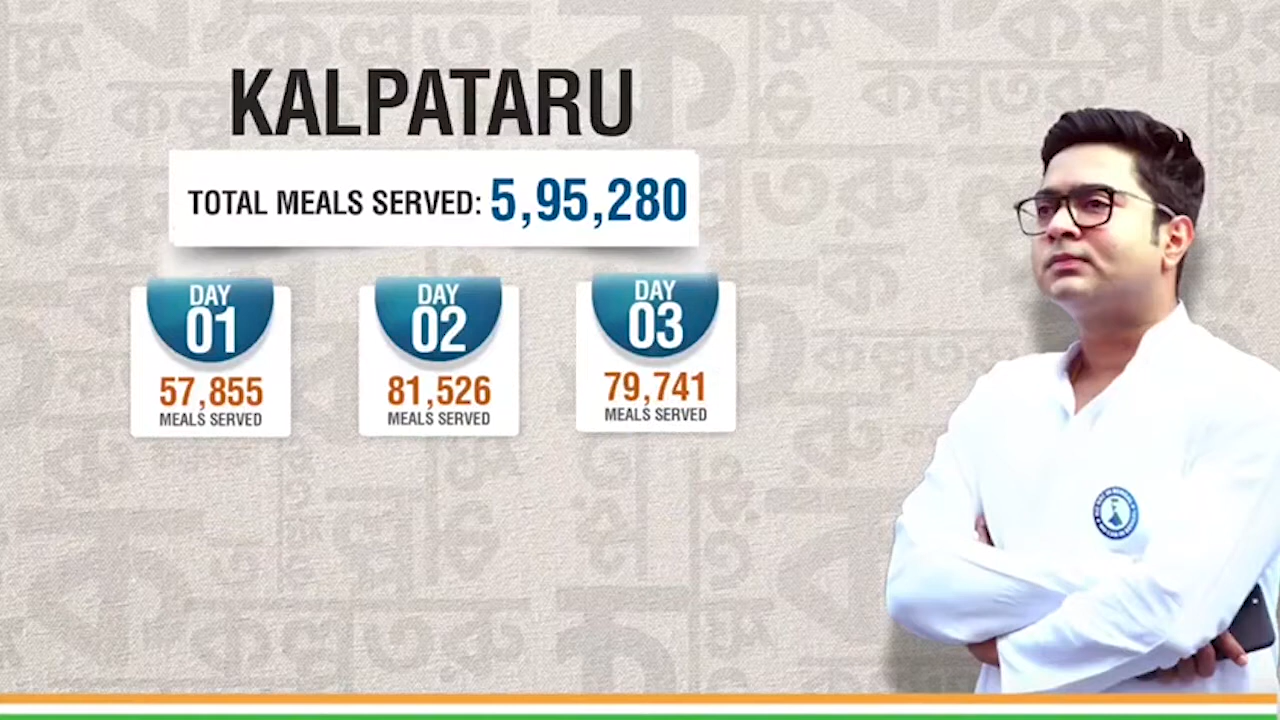 KALPATARU
TOTAL MEALS SERVED: 5,95,280
DAY
01
57,855
MEALS SERVED
DAY
02
81,526
MEALS SERVED
DAY
03
79,741
MEALS SERVED